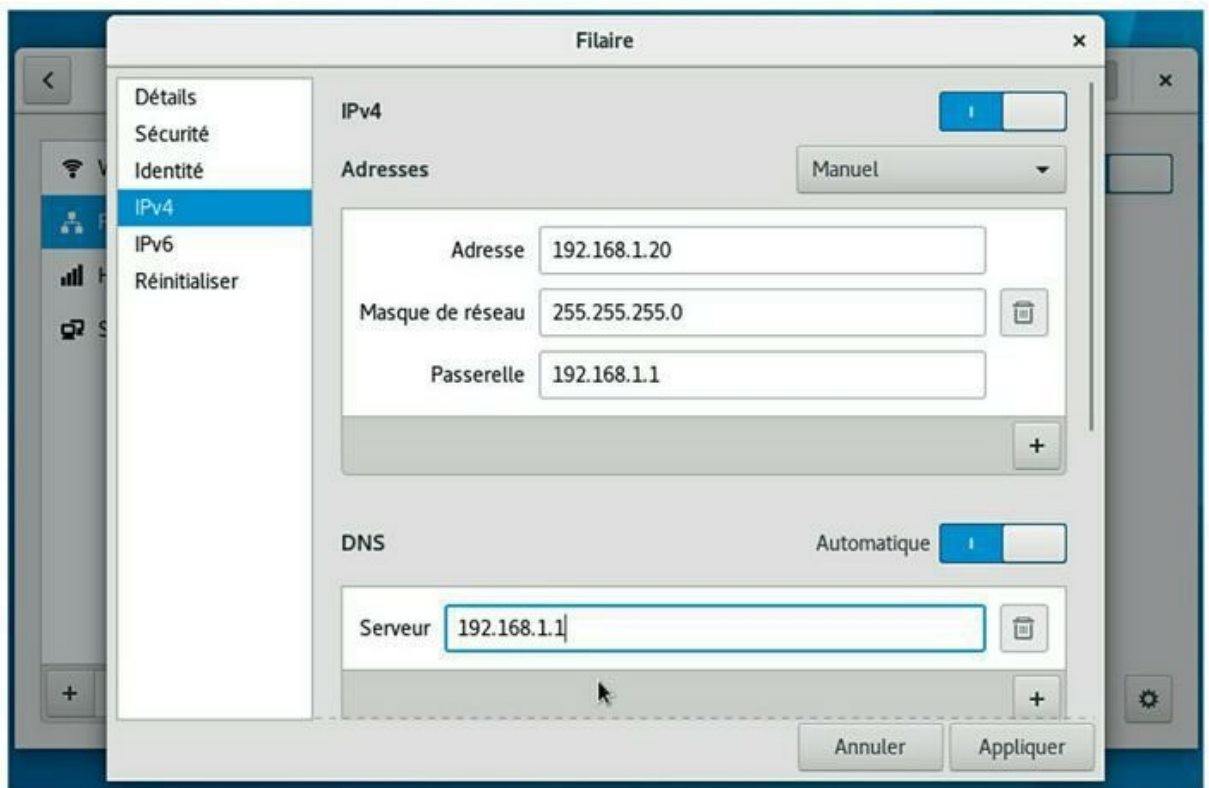 Filaire
Détails
Sécurité
Identité
IPv4
IPv6
Réinitialiser
IPv4
Adresses
Manuel
Adresse 192.168.1.20
Masque de réseau 255.255.255.0
Passerelle 192.168.1.1
DNS
Automatique
Serveur 192.168.1.1
Annuler
Appliquer